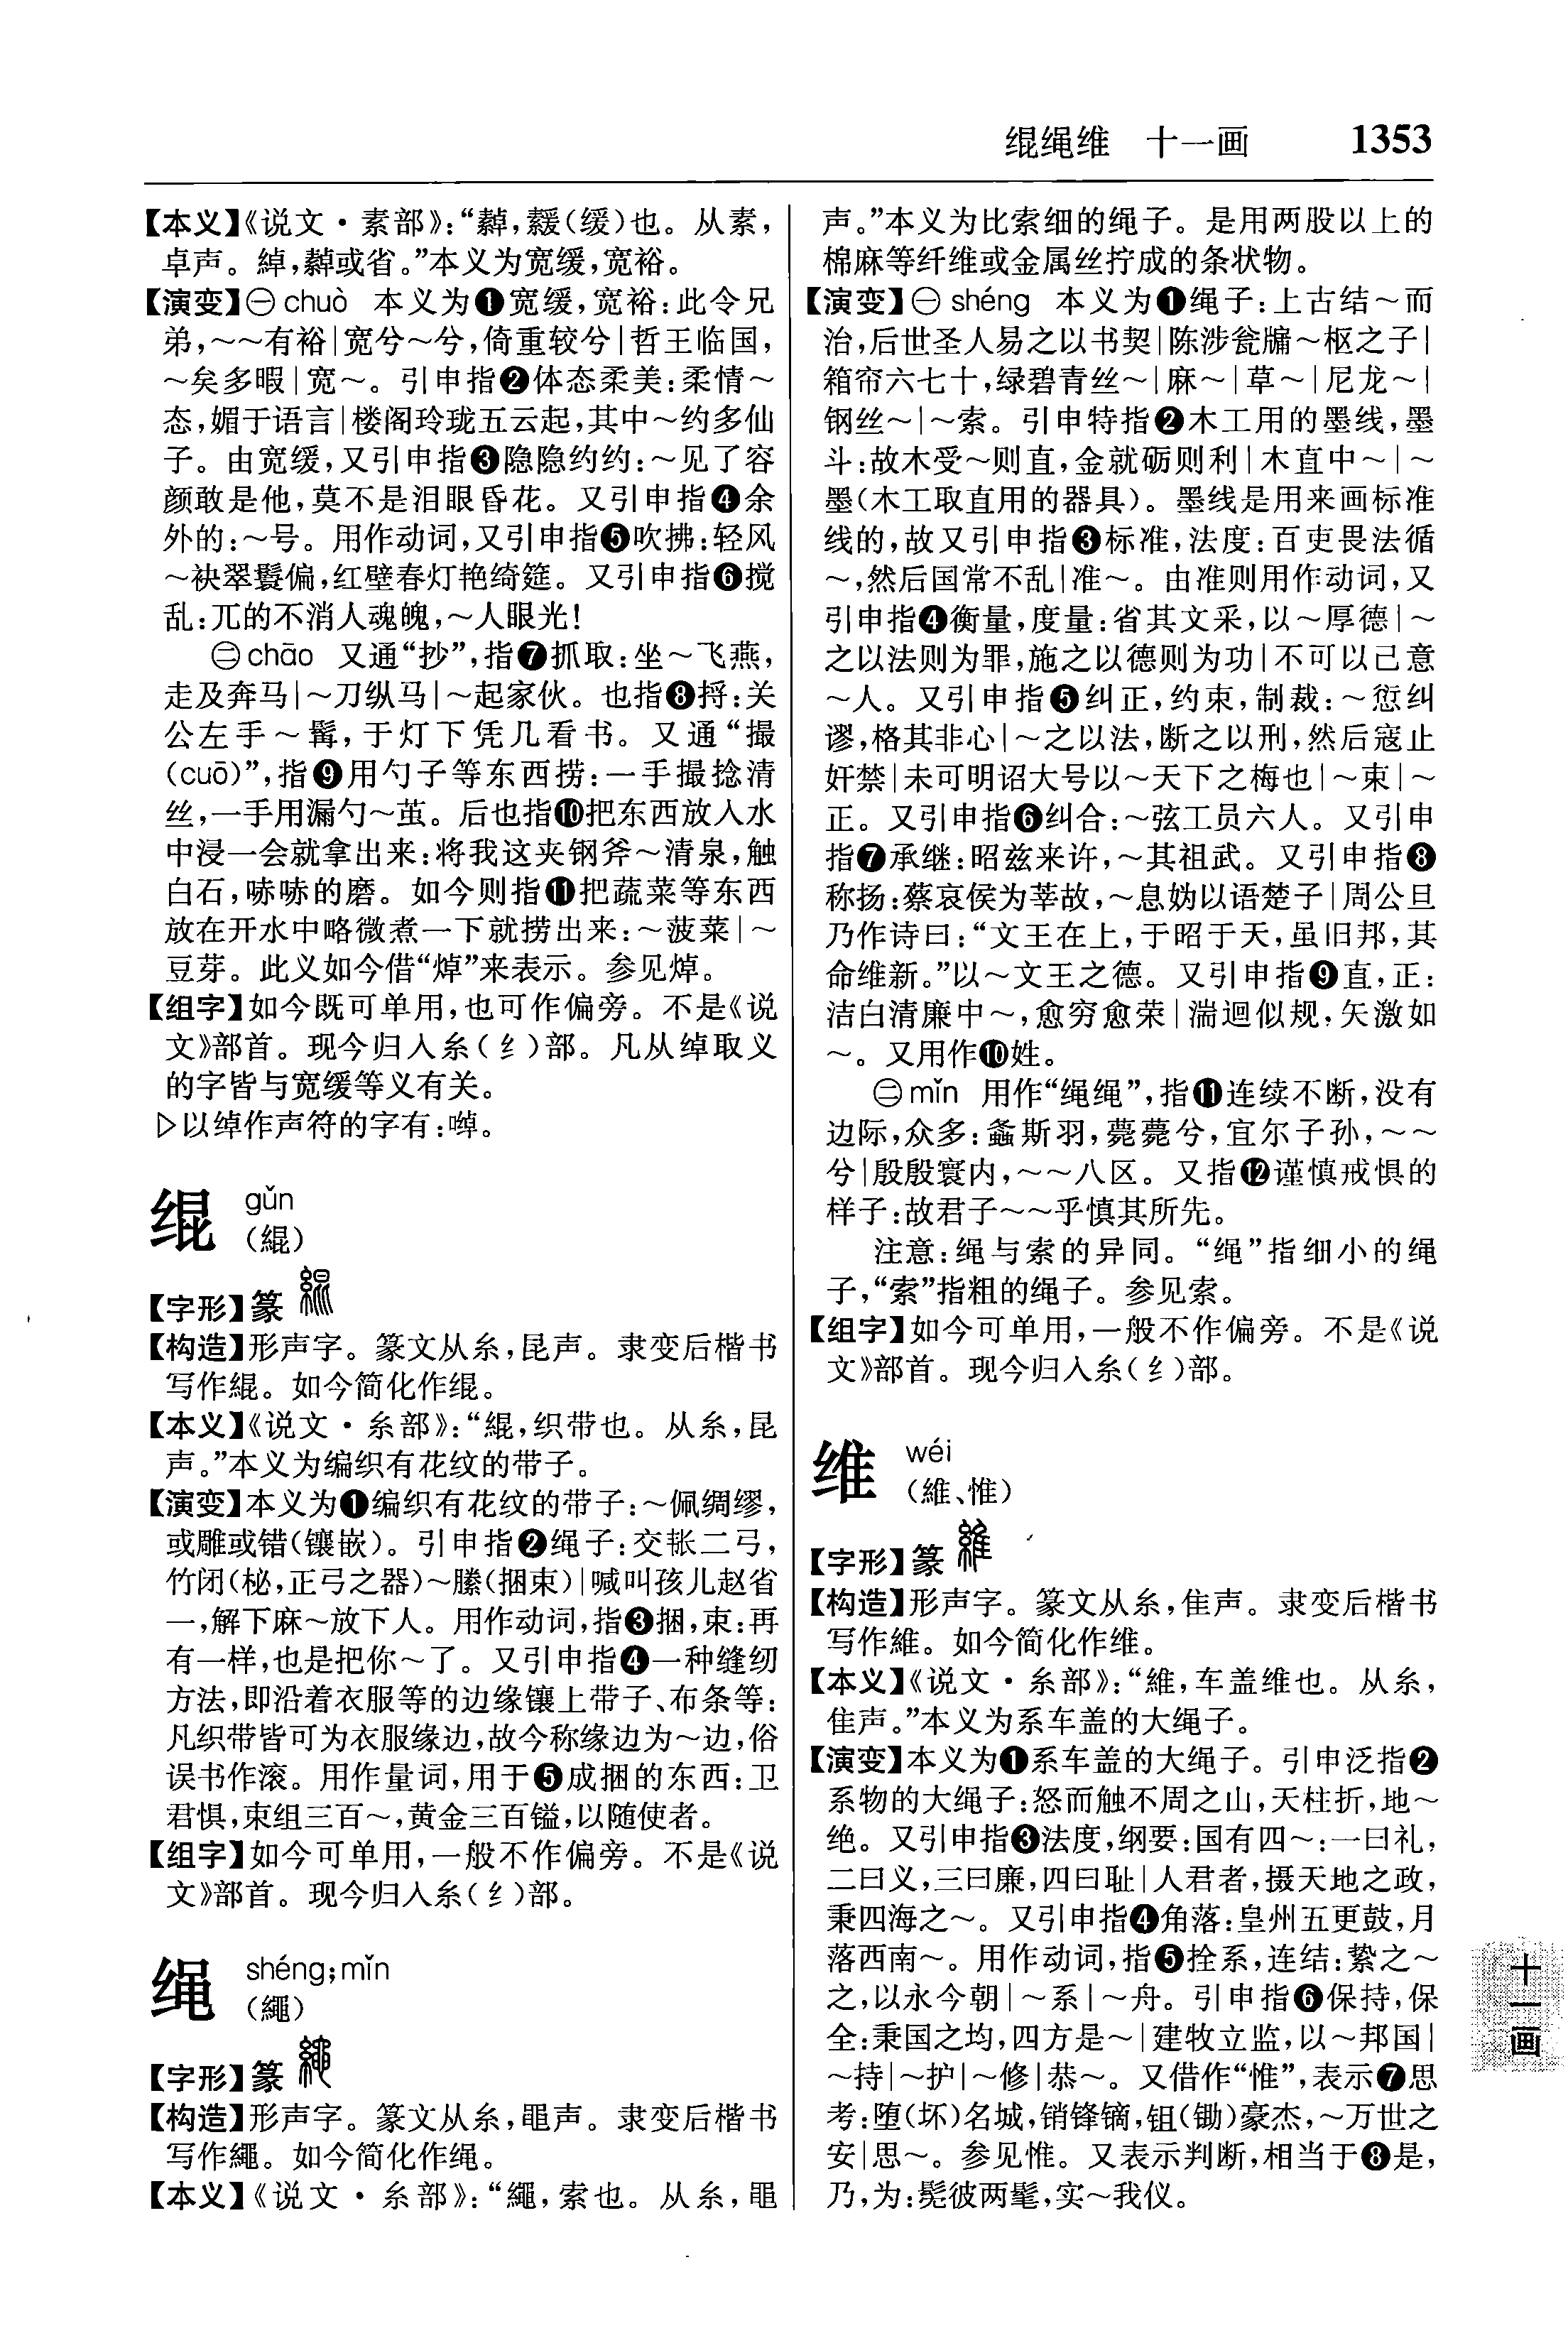 绲绳维 十一画 1353
【本义】《说文·素部》:“繛,繎(缓)也。从素,
卓声。綽,繛或省。”本义为宽缓,宽裕。
【演变】㊀chuò 本义为❶宽缓,宽裕:此令兄
弟,～～有裕|宽兮～兮,倚重较兮|哲王临国,
～矣多暇|宽～。引申指❷体态柔美:柔情～
态,媚于语言|楼阁玲珑五云起,其中～约多仙
子。由宽缓,又引申指❸隐隐约约:～见了容
颜敢是他,莫不是泪眼昏花。又引申指❹余
外的:～号。用作动词,又引申指❺吹拂:轻风
～袂翠鬟偏,红壁春灯艳绮筵。又引申指❻搅
乱:兀的不消人魂魄,～人眼光!
㊁chāo 又通“抄”,指❼抓取:坐～飞燕,
走及奔马|～刀纵马|～起家伙。也指❽捋:关
公左手～髯,于灯下凭几看书。又通“撮
(cuō)”,指❾用勺子等东西捞:一手撮捻清
丝,一手用漏勺～茧。后也指❿把东西放入水
中浸一会就拿出来:将我这夹钢斧～清泉,触
白石,哧哧的磨。如今则指⓫把蔬菜等东西
放在开水中略微煮一下就捞出来:～菠菜|～
豆芽。此义如今借“焯”来表示。参见焯。
【组字】如今既可单用,也可作偏旁。不是《说
文》部首。现今归入糸(纟)部。凡从绰取义
的字皆与宽缓等义有关。
▷以绰作声符的字有:㗉。
绲 gǔn
(緄)
【字形】篆
【构造】形声字。篆文从糸,昆声。隶变后楷书
写作緄。如今简化作绲。
【本义】《说文·糸部》:“緄,织带也。从糸,昆
声。”本义为编织有花纹的带子。
【演变】本义为❶编织有花纹的带子:～佩绸缪,
或雕或错(镶嵌)。引申指❷绳子:交韔二弓,
竹闭(柲,正弓之器)～縢(捆束)|喊叫孩儿赵省
一,解下麻～放下人。用作动词,指❸捆,束:再
有一样,也是把你～了。又引申指❹一种缝纫
方法,即沿着衣服等的边缘镶上带子、布条等:
凡织带皆可为衣服缘边,故今称缘边为～边,俗
误书作滚。用作量词,用于❺成捆的东西:卫
君惧,束组三百～,黄金三百镒,以随使者。
【组字】如今可单用,一般不作偏旁。不是《说
文》部首。现今归入糸(纟)部。
绳 shéng;mǐn
(繩)
【字形】篆
【构造】形声字。篆文从糸,黽声。隶变后楷书
写作繩。如今简化作绳。
【本义】《说文·糸部》:“繩,索也。从糸,黽
声。”本义为比索细的绳子。是用两股以上的
棉麻等纤维或金属丝拧成的条状物。
【演变】㊀shéng 本义为❶绳子:上古结～而
治,后世圣人易之以书契|陈涉瓮牖～枢之子|
箱帘六七十,绿碧青丝～|麻～|草～|尼龙～|
钢丝～|～索。引申特指❷木工用的墨线,墨
斗:故木受～则直,金就砺则利|木直中～|～
墨(木工取直用的器具)。墨线是用来画标准
线的,故又引申指❸标准,法度:百吏畏法循
～,然后国常不乱|准～。由准则用作动词,又
引申指❹衡量,度量:省其文采,以～厚德|～
之以法则为罪,施之以德则为功|不可以己意
～人。又引申指❺纠正,约束,制裁:～愆纠
谬,格其非心|～之以法,断之以刑,然后寇止
奸禁|未可明诏大号以～天下之梅也|～束|～
正。又引申指❻纠合:～弦工员六人。又引申
指❼承继:昭兹来许,～其祖武。又引申指❽
称扬:蔡哀侯为莘故,～息妫以语楚子|周公旦
乃作诗曰:“文王在上,于昭于天,虽旧邦,其
命维新。”以～文王之德。又引申指❾直,正:
洁白清廉中～,愈穷愈荣|湍迴似规,矢激如
～。又用作❿姓。
㊁mǐn 用作“绳绳”,指⓫连续不断,没有
边际,众多:螽斯羽,薨薨兮,宜尔子孙,～～
兮|殷殷寰内,～～八区。又指⓬谨慎戒惧的
样子:故君子～～乎慎其所先。
注意:绳与索的异同。“绳”指细小的绳
子,“索”指粗的绳子。参见索。
【组字】如今可单用,一般不作偏旁。不是《说
文》部首。现今归入糸(纟)部。
维 wéi
(維、惟)
【字形】篆
【构造】形声字。篆文从糸,隹声。隶变后楷书
写作維。如今简化作维。
【本义】《说文·糸部》:“維,车盖维也。从糸,
隹声。”本义为系车盖的大绳子。
【演变】本义为❶系车盖的大绳子。引申泛指❷
系物的大绳子:怒而触不周之山,天柱折,地～
绝。又引申指❸法度,纲要:国有四～:一曰礼,
二曰义,三曰廉,四曰耻|人君者,摄天地之政,
秉四海之～。又引申指❹角落:皇州五更鼓,月
落西南～。用作动词,指❺拴系,连结:絷之～
之,以永今朝|～系|～舟。引申指❻保持,保
全:秉国之均,四方是～|建牧立监,以～邦国|
～持|～护|～修|恭～。又借作“惟”,表示❼思
考:堕(坏)名城,销锋镝,钼(锄)豪杰,～万世之
安|思～。参见惟。又表示判断,相当于❽是,
乃,为:髧彼两髦,实～我仪。
十一画